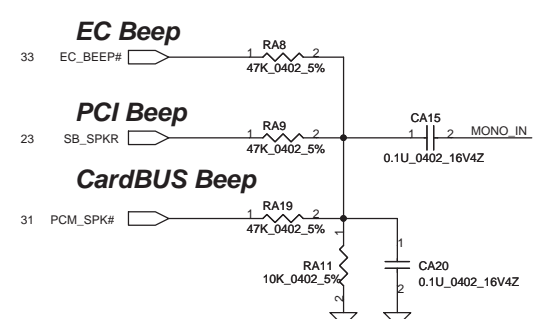 EC Beep
33 EC_BEEP# 1 RA8 2
47K_0402_5%
PCI Beep
23 SB_SPKR 1 RA9 2
47K_0402_5%
CA15
1 2 MONO_IN
0.1U_0402_16V4Z
CardBUS Beep
31 PCM_SPK# 1 RA19 2
47K_0402_5%
1
RA11
10K_0402_5%
2
1
CA20
0.1U_0402_16V4Z
2